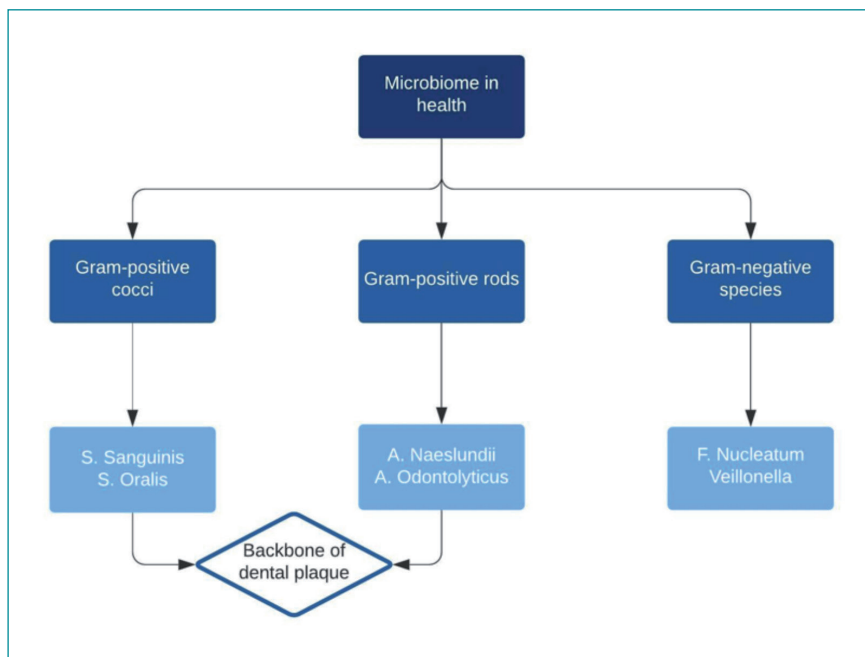 Microbiome in
health
Gram-positive
cocci
Gram-positive rods
Gram-negative
species
S. Sanguinis
S. Oralis
A. Naeslundii
A. Odontolyticus
F. Nucleatum
Veillonella
Backbone of
dental plaque